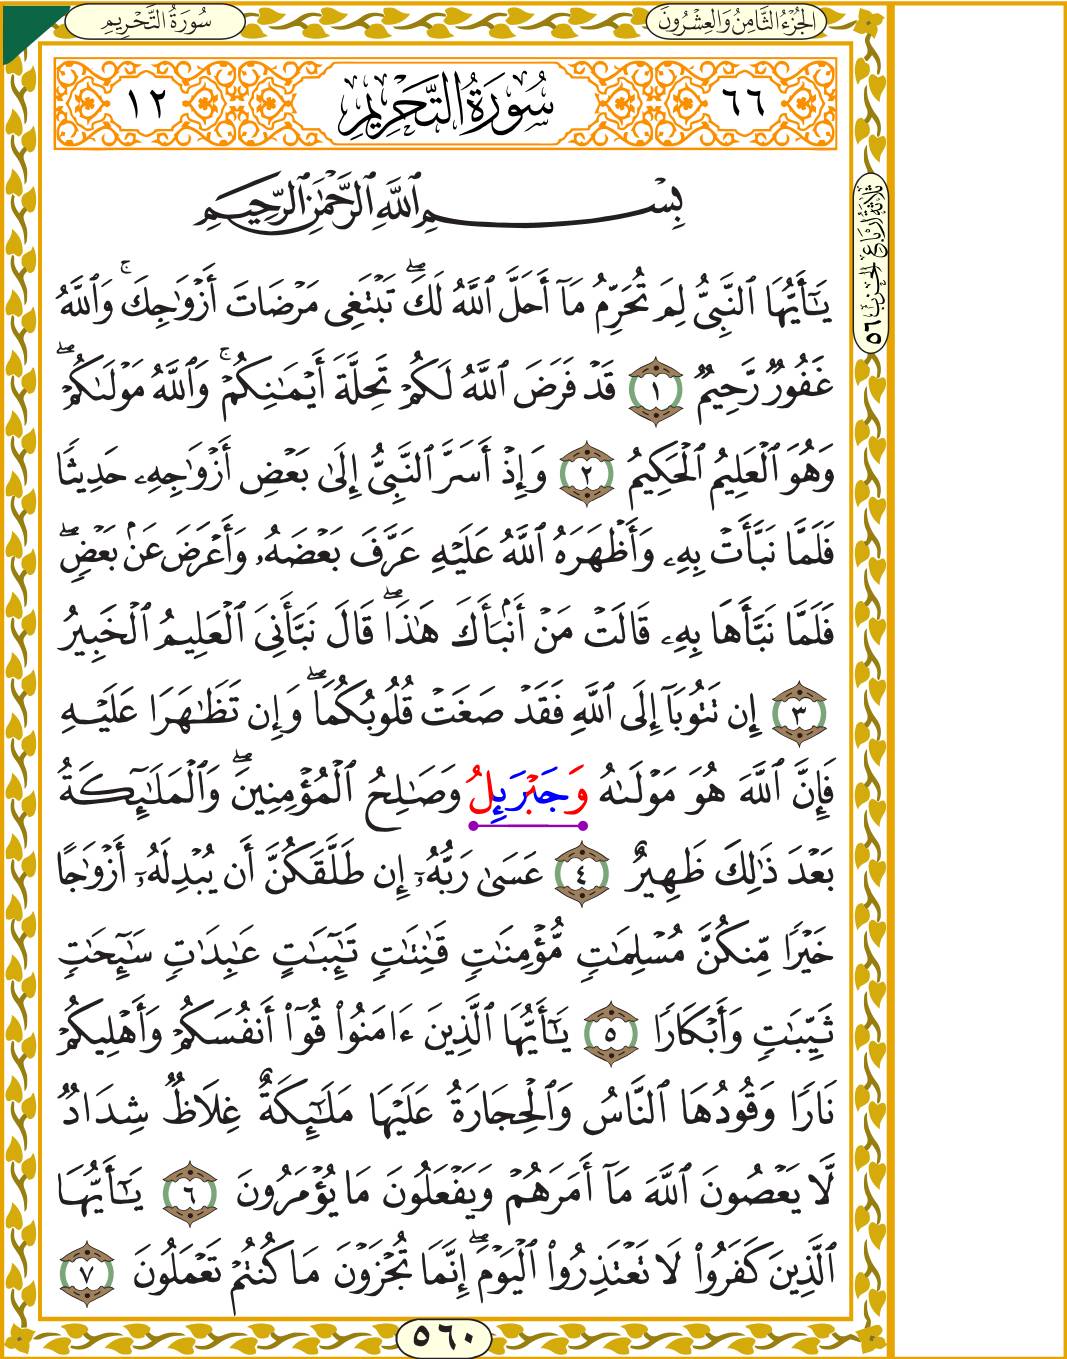 الجُزْءُ الثَّامِنُ وَالعِشْرُونَ
سُورَةُ التَّحْرِيمِ
٦٦ سُورَةُ التَّحْرِيمِ ١٢
ثلاثة أرباع الحزب ٥٦
بِسْمِ ٱللَّهِ ٱلرَّحْمَٰنِ ٱلرَّحِيمِ
يَٰٓأَيُّهَا ٱلنَّبِىُّ لِمَ تُحَرِّمُ مَآ أَحَلَّ ٱللَّهُ لَكَۖ تَبْتَغِى مَرْضَاتَ أَزْوَٰجِكَۚ وَٱللَّهُ
غَفُورٌ رَّحِيمٌ ١ قَدْ فَرَضَ ٱللَّهُ لَكُمْ تَحِلَّةَ أَيْمَٰنِكُمْۚ وَٱللَّهُ مَوْلَىٰكُمْۖ
وَهُوَ ٱلْعَلِيمُ ٱلْحَكِيمُ ٢ وَإِذْ أَسَرَّ ٱلنَّبِىُّ إِلَىٰ بَعْضِ أَزْوَٰجِهِۦ حَدِيثًا
فَلَمَّا نَبَّأَتْ بِهِۦ وَأَظْهَرَهُ ٱللَّهُ عَلَيْهِ عَرَّفَ بَعْضَهُۥ وَأَعْرَضَ عَنۢ بَعْضٍۖ
فَلَمَّا نَبَّأَهَا بِهِۦ قَالَتْ مَنْ أَنۢبَأَكَ هَٰذَاۖ قَالَ نَبَّأَنِىَ ٱلْعَلِيمُ ٱلْخَبِيرُ
٣ إِن تَتُوبَآ إِلَى ٱللَّهِ فَقَدْ صَغَتْ قُلُوبُكُمَاۖ وَإِن تَظَٰهَرَا عَلَيْهِ
فَإِنَّ ٱللَّهَ هُوَ مَوْلَىٰهُ وَجَبْرَئِلُ وَصَٰلِحُ ٱلْمُؤْمِنِينَۖ وَٱلْمَلَٰٓئِكَةُ
بَعْدَ ذَٰلِكَ ظَهِيرٌ ٤ عَسَىٰ رَبُّهُۥٓ إِن طَلَّقَكُنَّ أَن يُبْدِلَهُۥٓ أَزْوَٰجًا
خَيْرًا مِّنكُنَّ مُسْلِمَٰتٍ مُّؤْمِنَٰتٍ قَٰنِتَٰتٍ تَٰٓئِبَٰتٍ عَٰبِدَٰتٍ سَٰٓئِحَٰتٍ
ثَيِّبَٰتٍ وَأَبْكَارًا ٥ يَٰٓأَيُّهَا ٱلَّذِينَ ءَامَنُوا۟ قُوٓا۟ أَنفُسَكُمْ وَأَهْلِيكُمْ
نَارًا وَقُودُهَا ٱلنَّاسُ وَٱلْحِجَارَةُ عَلَيْهَا مَلَٰٓئِكَةٌ غِلَاظٌ شِدَادٌ
لَّا يَعْصُونَ ٱللَّهَ مَآ أَمَرَهُمْ وَيَفْعَلُونَ مَا يُؤْمَرُونَ ٦ يَٰٓأَيُّهَا
ٱلَّذِينَ كَفَرُوا۟ لَا تَعْتَذِرُوا۟ ٱلْيَوْمَۖ إِنَّمَا تُجْزَوْنَ مَا كُنتُمْ تَعْمَلُونَ ٧
٥٦٠